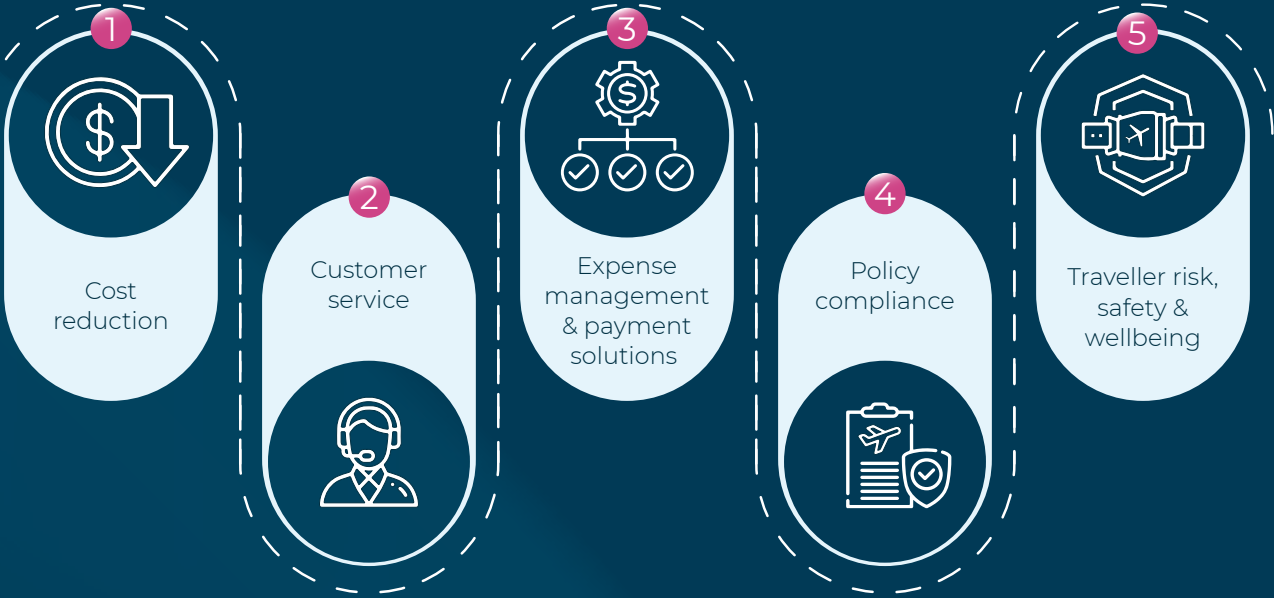 1
Cost
reduction
2
Customer
service
3
Expense
management
& payment
solutions
4
Policy
compliance
5
Traveller risk,
safety &
wellbeing